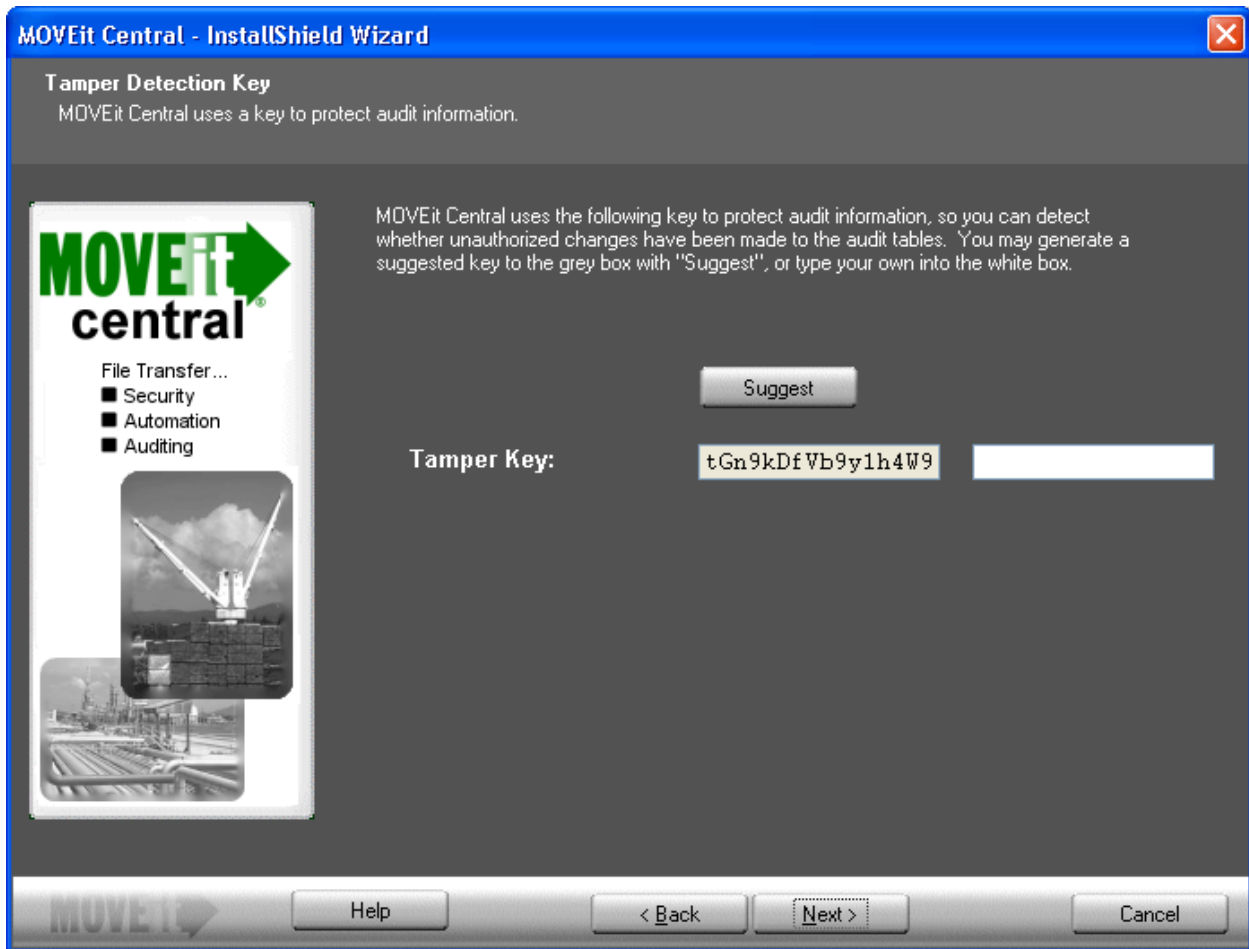 MOVEit Central - InstallShield Wizard
Tamper Detection Key
MOVEit Central uses a key to protect audit information.
MOVEit
central®
File Transfer...
Security
Automation
Auditing
MOVEit Central uses the following key to protect audit information, so you can detect
whether unauthorized changes have been made to the audit tables.  You may generate a
suggested key to the grey box with "Suggest", or type your own into the white box.
Suggest
Tamper Key:
tGn9kDfVb9y1h4W9
MOVEit
Help
< Back
Next >
Cancel